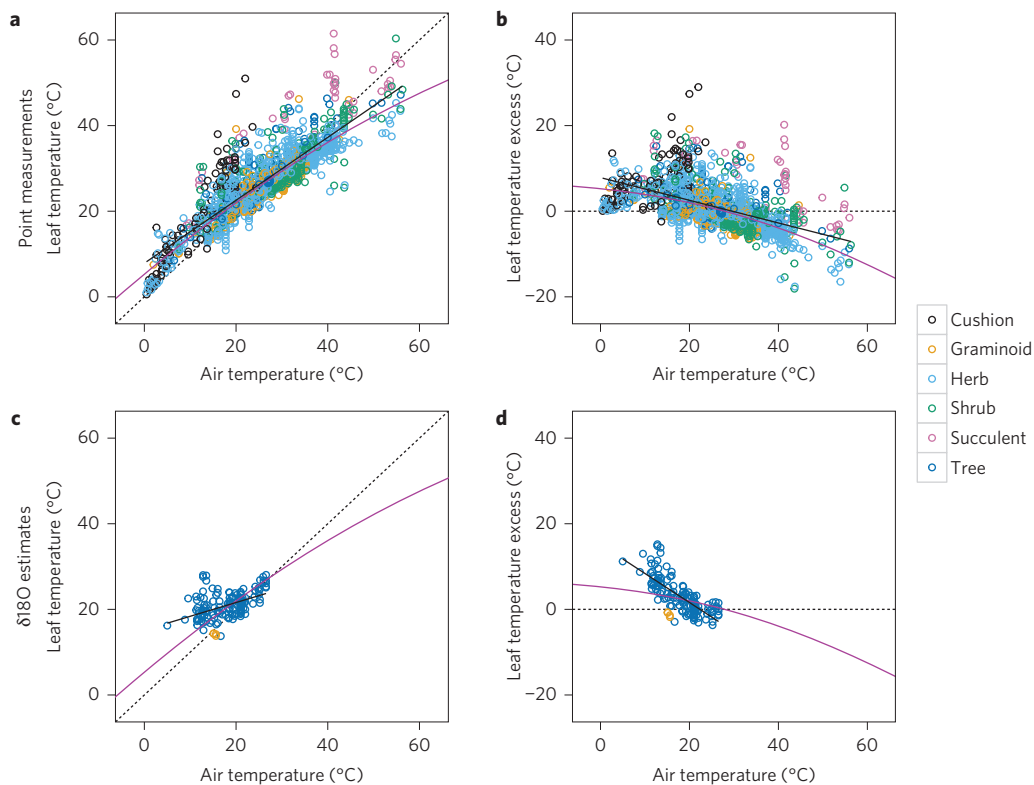 a
Point measurements
Leaf temperature (°C)
60
40
20
0
0 20 40 60
Air temperature (°C)
b
Leaf temperature excess (°C)
40
20
0
−20
0 20 40 60
Air temperature (°C)
Cushion
Graminoid
Herb
Shrub
Succulent
Tree
c
δ18O estimates
Leaf temperature (°C)
60
40
20
0
0 20 40 60
Air temperature (°C)
d
Leaf temperature excess (°C)
40
20
0
−20
0 20 40 60
Air temperature (°C)